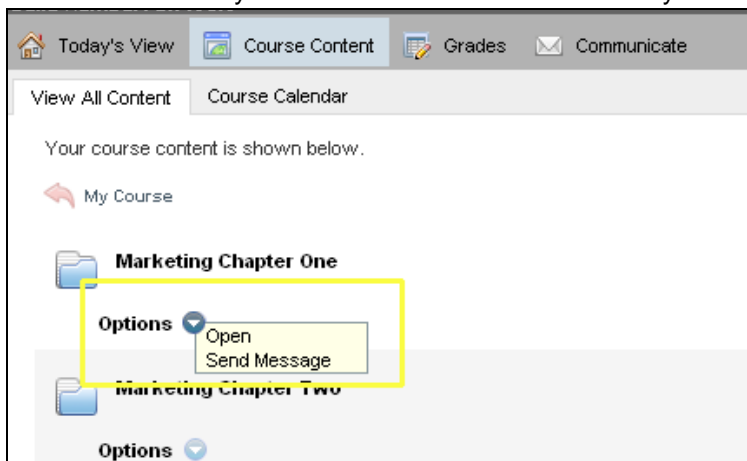 Today's View Course Content Grades Communicate
View All Content Course Calendar
Your course content is shown below.
My Course
Marketing Chapter One
Options
Open
Send Message
Marketing Chapter Two
Options